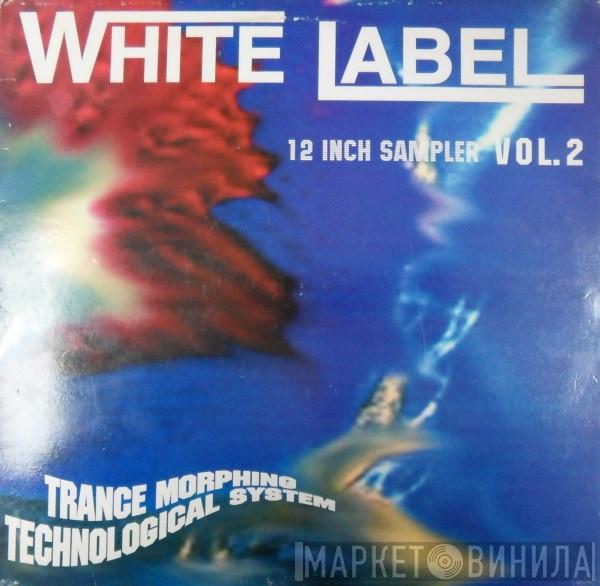 WHITE LABEL
12 INCH SAMPLER VOL.2
TRANCE MORPHING
TECHNOLOGICAL SYSTEM
МАРКЕТ ВИНИЛА